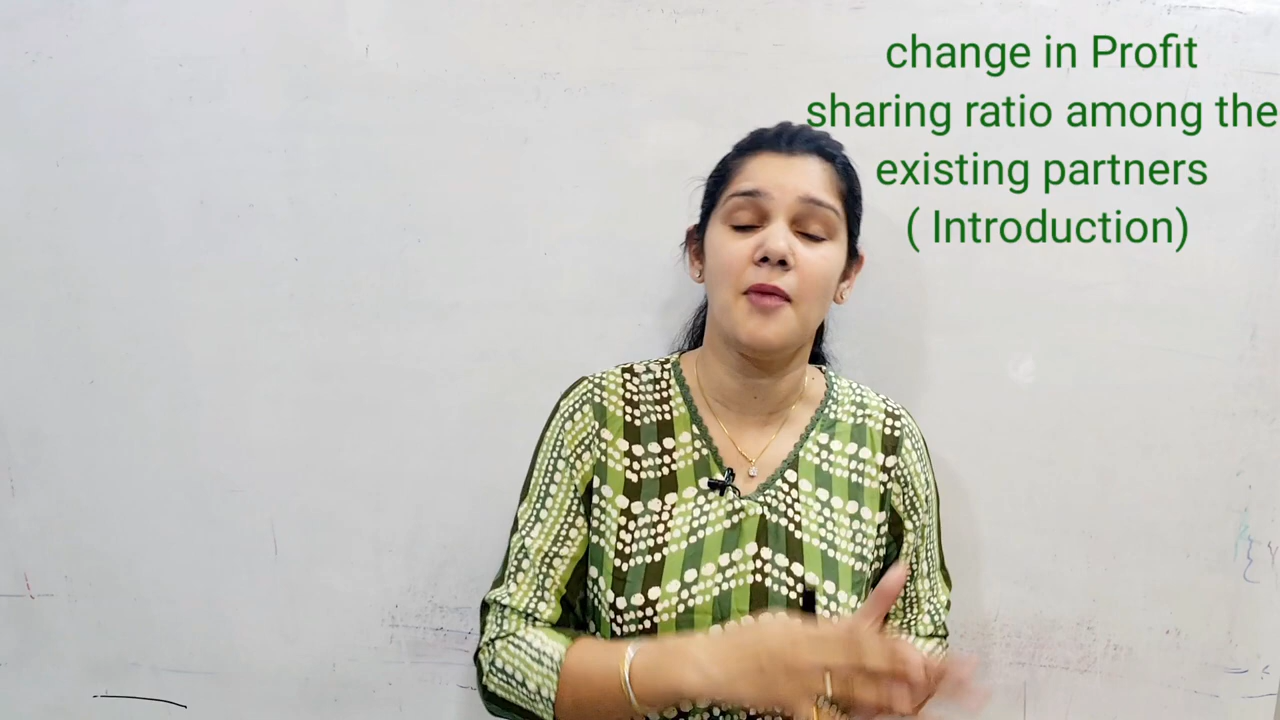 change in Profit
sharing ratio among the
existing partners
( Introduction)